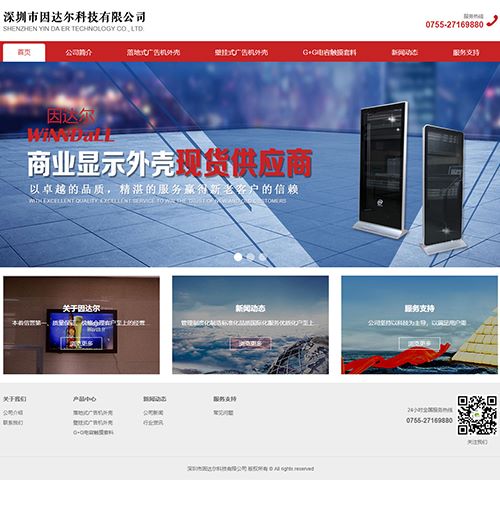 深圳市因达尔科技有限公司
SHENZHEN YIN DA ER TECHNOLOGY CO., LTD.
服务热线
0755-27169880
首页 公司简介 落地式广告机外壳 壁挂式广告机外壳 G+G电容触摸套料 新闻动态 服务支持
因达尔
WiNNDaLL
商业显示外壳现货供应商
以卓越的品质，精湛的服务赢得新老客户的信赖
WITH EXCELLENT QUALITY, EXCELLENT SERVICE TO WIN THE TRUST OF NEW AND OLD CUSTOMERS
关于因达尔
本着信誉第一、质量保证、价格合理客户至上的经营...
浏览更多
新闻动态
管理制度化制造标准化品质国际化服务优质化产品主...
浏览更多
服务支持
公司坚持以科技为主导，以满足用户需...
浏览更多
关于我们 产品中心 新闻动态 服务支持
公司介绍 落地式广告机外壳 公司新闻 常见问题
联系我们 壁挂式广告机外壳 行业资讯
G+G电容触摸套料
24小时全国服务热线
0755-27169880
关注我们
深圳市因达尔科技有限公司 版权所有 © All rights reserved